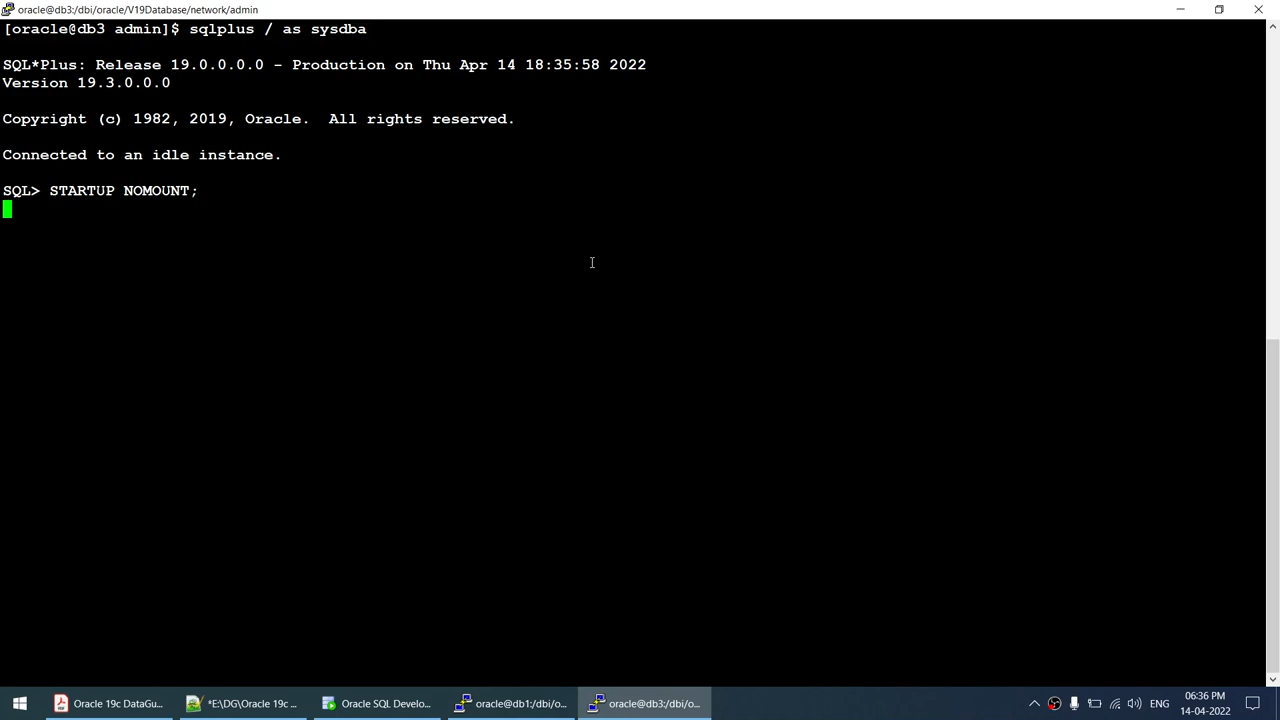 oracle@db3:/dbi/oracle/V19Database/network/admin
[oracle@db3 admin]$ sqlplus / as sysdba
SQL*Plus: Release 19.0.0.0.0 - Production on Thu Apr 14 18:35:58 2022
Version 19.3.0.0.0
Copyright (c) 1982, 2019, Oracle.  All rights reserved.
Connected to an idle instance.
SQL> STARTUP NOMOUNT;
Oracle 19c DataGu...
*E:\DG\Oracle 19c ...
Oracle SQL Develo...
oracle@db1:/dbi/o...
oracle@db3:/dbi/o...
ENG
06:36 PM
14-04-2022